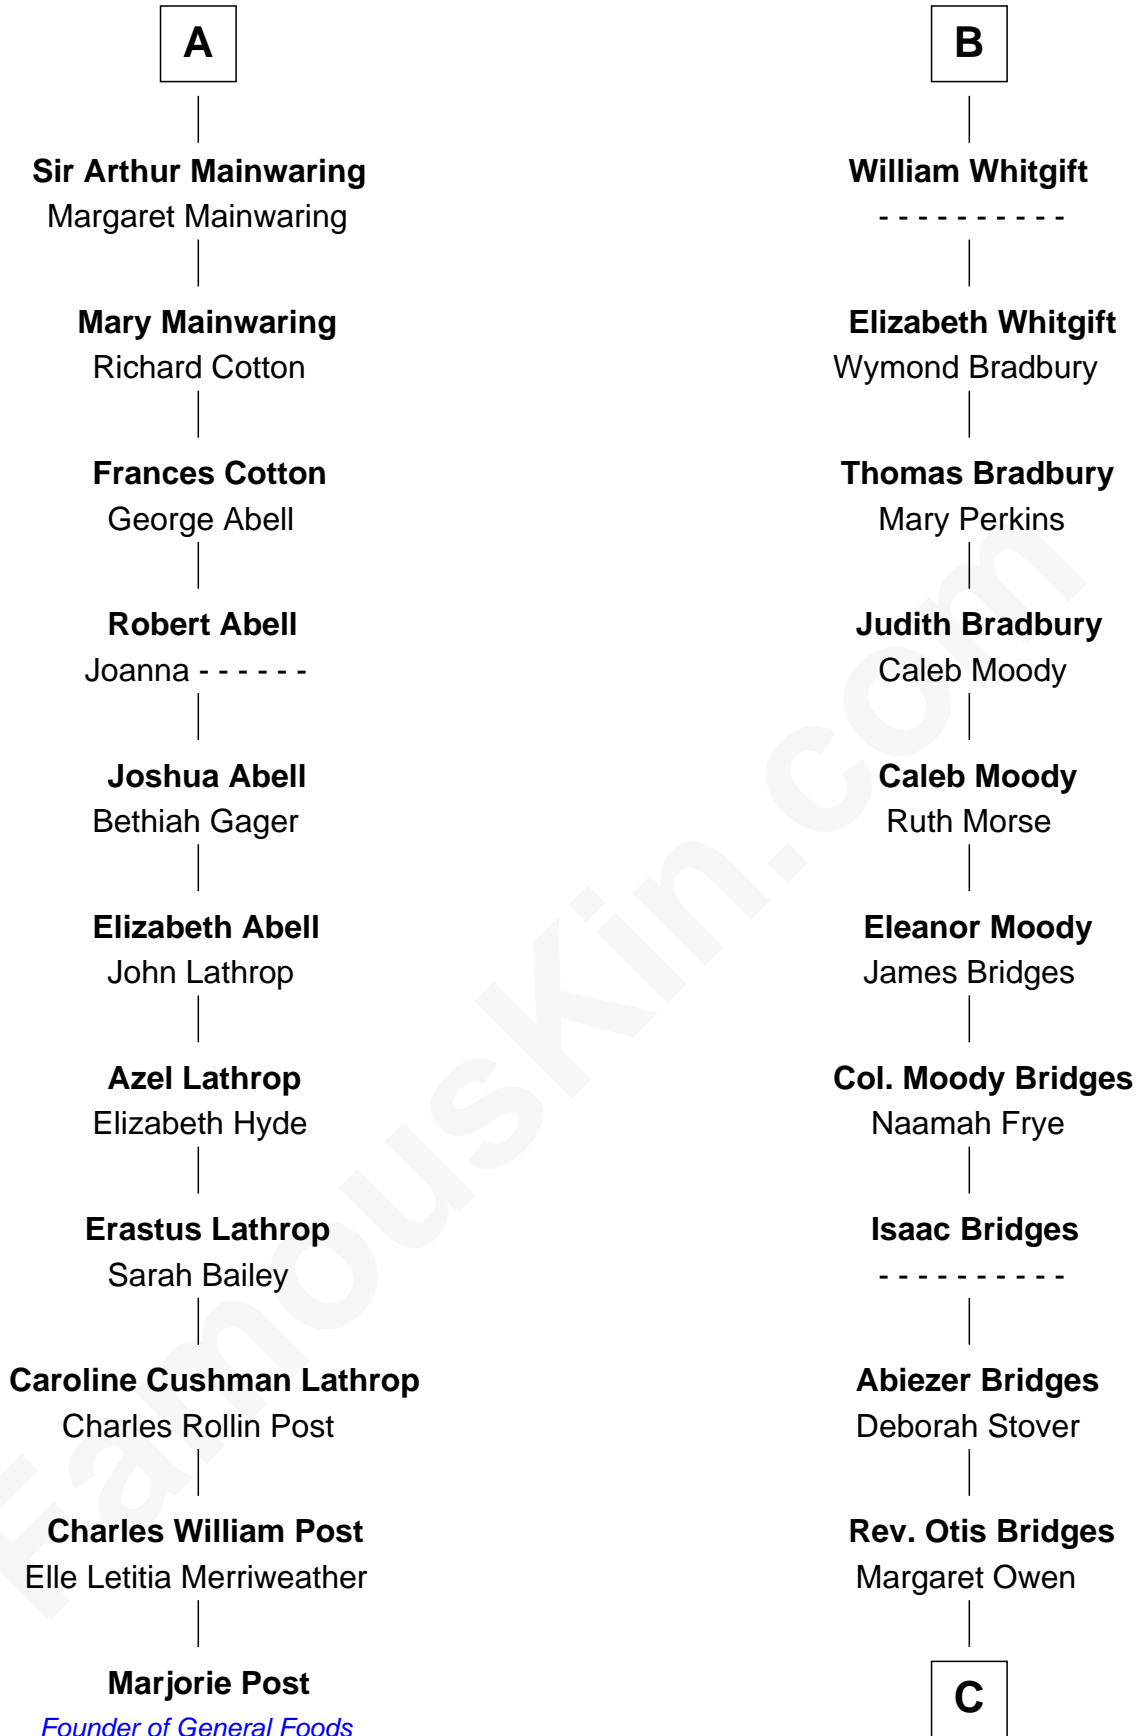 A
Sir Arthur Mainwaring
Margaret Mainwaring
Mary Mainwaring
Richard Cotton
Frances Cotton
George Abell
Robert Abell
Joanna - - - - - -
Joshua Abell
Bethiah Gager
Elizabeth Abell
John Lathrop
Azel Lathrop
Elizabeth Hyde
Erastus Lathrop
Sarah Bailey
Caroline Cushman Lathrop
Charles Rollin Post
Charles William Post
Elle Letitia Merriweather
Marjorie Post
Founder of General Foods
B
William Whitgift
- - - - - - - - - -
Elizabeth Whitgift
Wymond Bradbury
Thomas Bradbury
Mary Perkins
Judith Bradbury
Caleb Moody
Caleb Moody
Ruth Morse
Eleanor Moody
James Bridges
Col. Moody Bridges
Naamah Frye
Isaac Bridges
- - - - - - - - - -
Abiezer Bridges
Deborah Stover
Rev. Otis Bridges
Margaret Owen
C
FamousKin.com